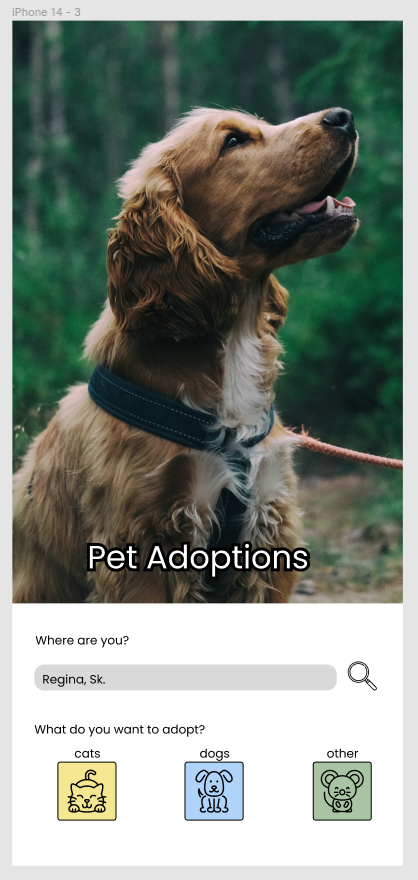 iPhone 14 - 3
Pet Adoptions
Where are you?
Regina, Sk.
What do you want to adopt?
cats dogs other